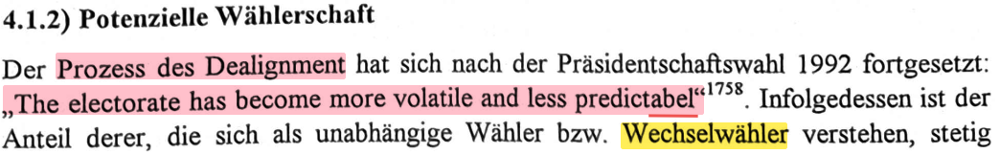 4.1.2) Potenzielle Wählerschaft
Der Prozess des Dealignment hat sich nach der Präsidentschaftswahl 1992 fortgesetzt:
„The electorate has become more volatile and less predictabel“1758. Infolgedessen ist der
Anteil derer, die sich als unabhängige Wähler bzw. Wechselwähler verstehen, stetig